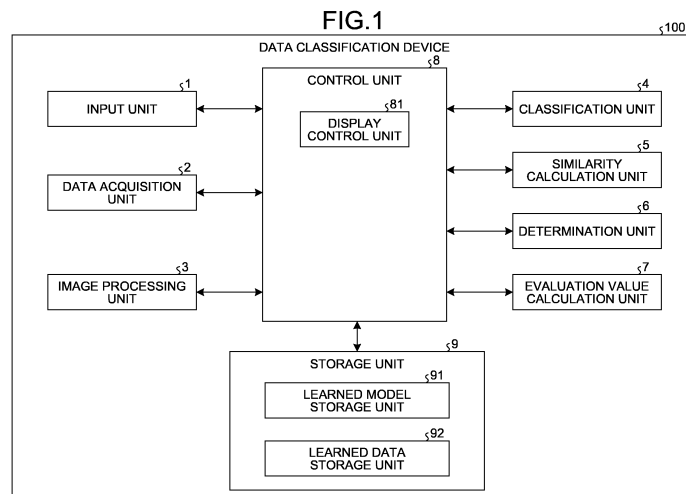 FIG.1
100
DATA CLASSIFICATION DEVICE
8
CONTROL UNIT
81
DISPLAY
CONTROL UNIT
1
INPUT UNIT
2
DATA ACQUISITION
UNIT
3
IMAGE PROCESSING
UNIT
4
CLASSIFICATION UNIT
5
SIMILARITY
CALCULATION UNIT
6
DETERMINATION UNIT
7
EVALUATION VALUE
CALCULATION UNIT
9
STORAGE UNIT
91
LEARNED MODEL
STORAGE UNIT
92
LEARNED DATA
STORAGE UNIT